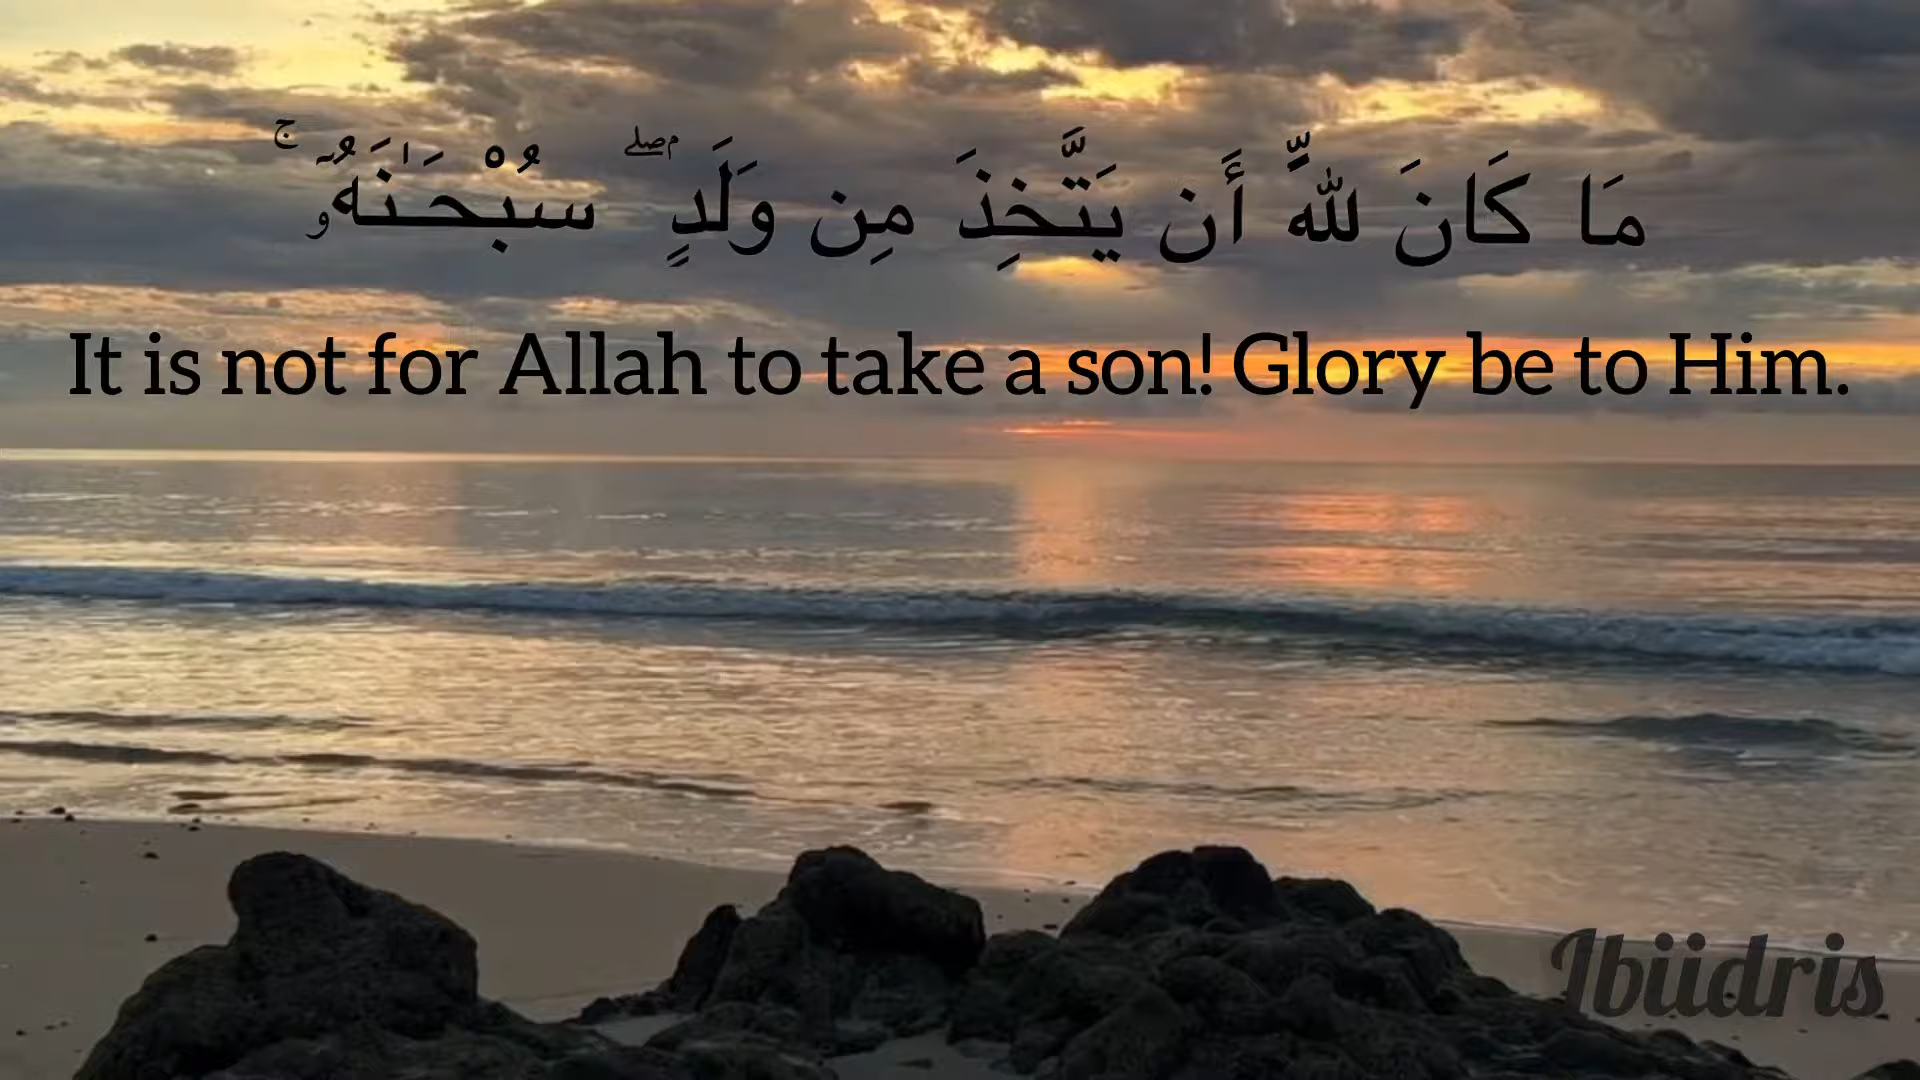 مَا كَانَ لِلَّهِ أَن يَتَّخِذَ مِن وَلَدٍ ۖ سُبْحَـٰنَهُۥٓ ۚ
It is not for Allah to take a son! Glory be to Him.
Ibiidris